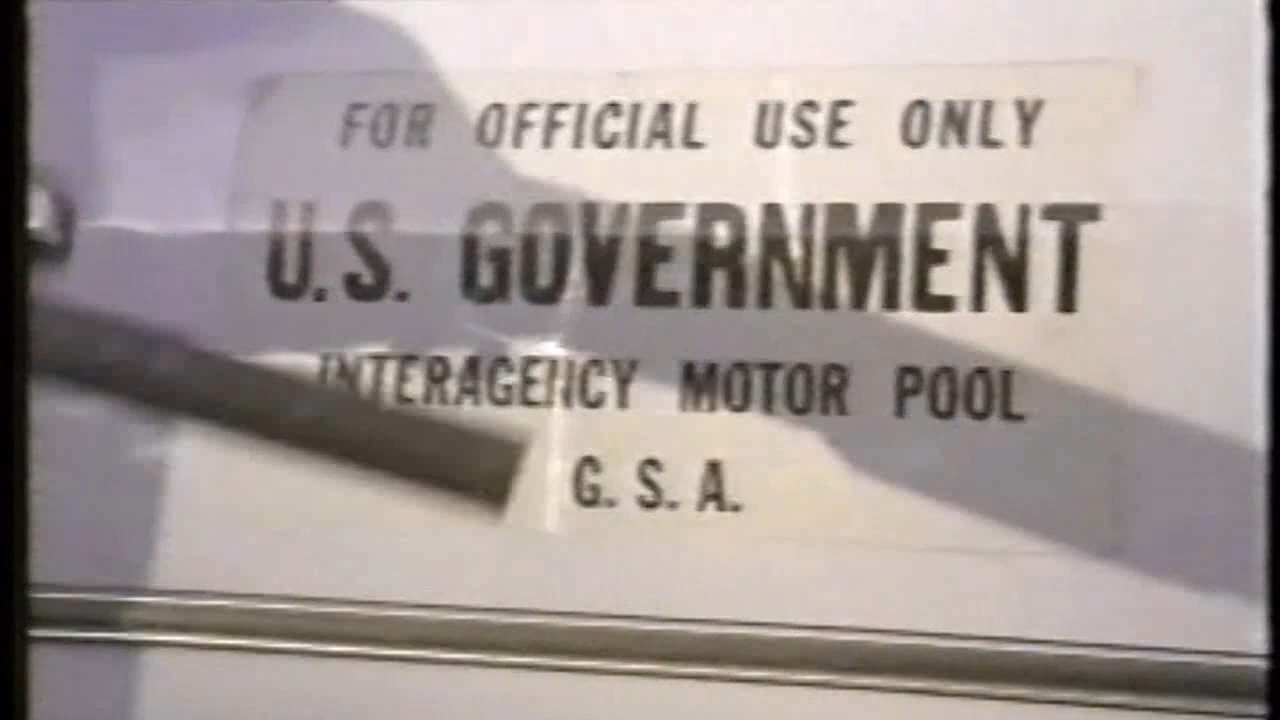 FOR OFFICIAL USE ONLY
U.S. GOVERNMENT
INTERAGENCY MOTOR POOL
G. S. A.